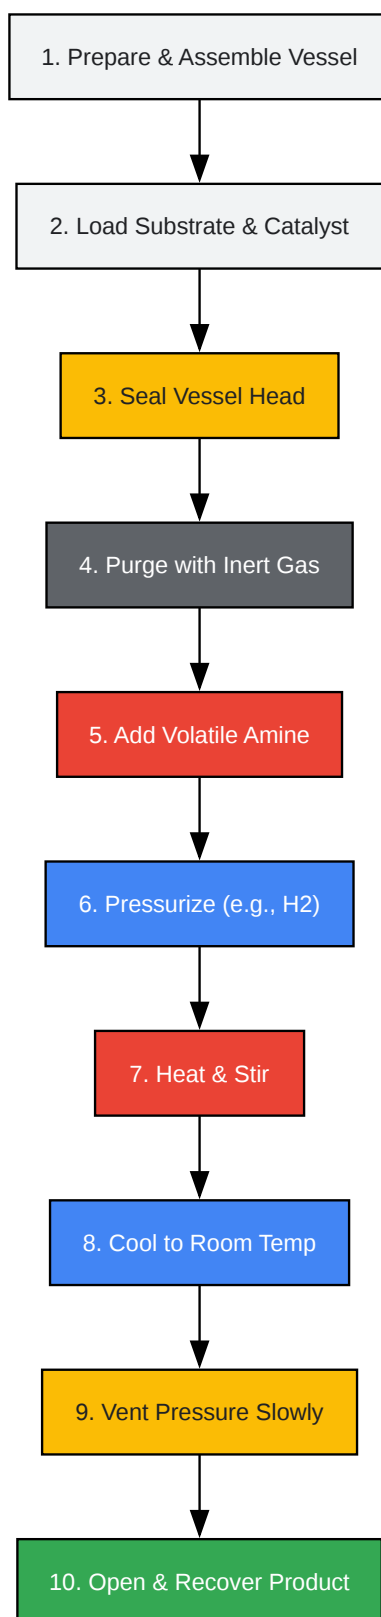 1. Prepare & Assemble Vessel
2. Load Substrate & Catalyst
3. Seal Vessel Head
4. Purge with Inert Gas
5. Add Volatile Amine
6. Pressurize (e.g., H2)
7. Heat & Stir
8. Cool to Room Temp
9. Vent Pressure Slowly
10. Open & Recover Product